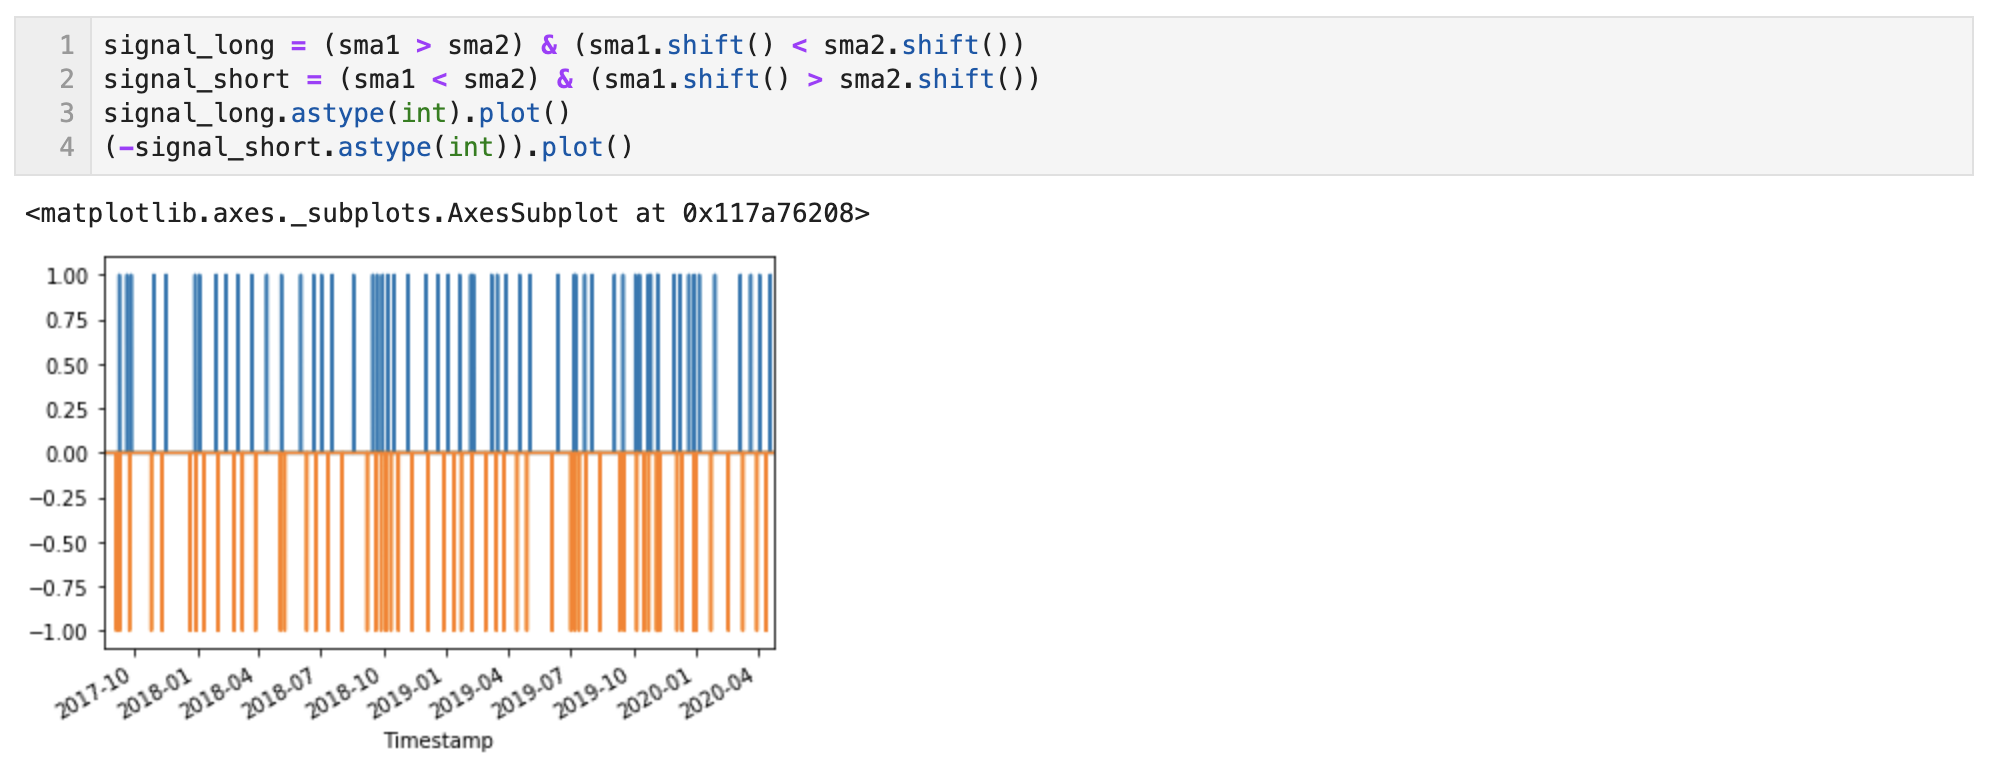 1 signal_long = (sma1 > sma2) & (sma1.shift() < sma2.shift())
2 signal_short = (sma1 < sma2) & (sma1.shift() > sma2.shift())
3 signal_long.astype(int).plot()
4 (-signal_short.astype(int)).plot()
<matplotlib.axes._subplots.AxesSubplot at 0x117a76208>
1.00
0.75
0.50
0.25
0.00
−0.25
−0.50
−0.75
−1.00
2017-10 2018-01 2018-04 2018-07 2018-10 2019-01 2019-04 2019-07 2019-10 2020-01 2020-04
Timestamp